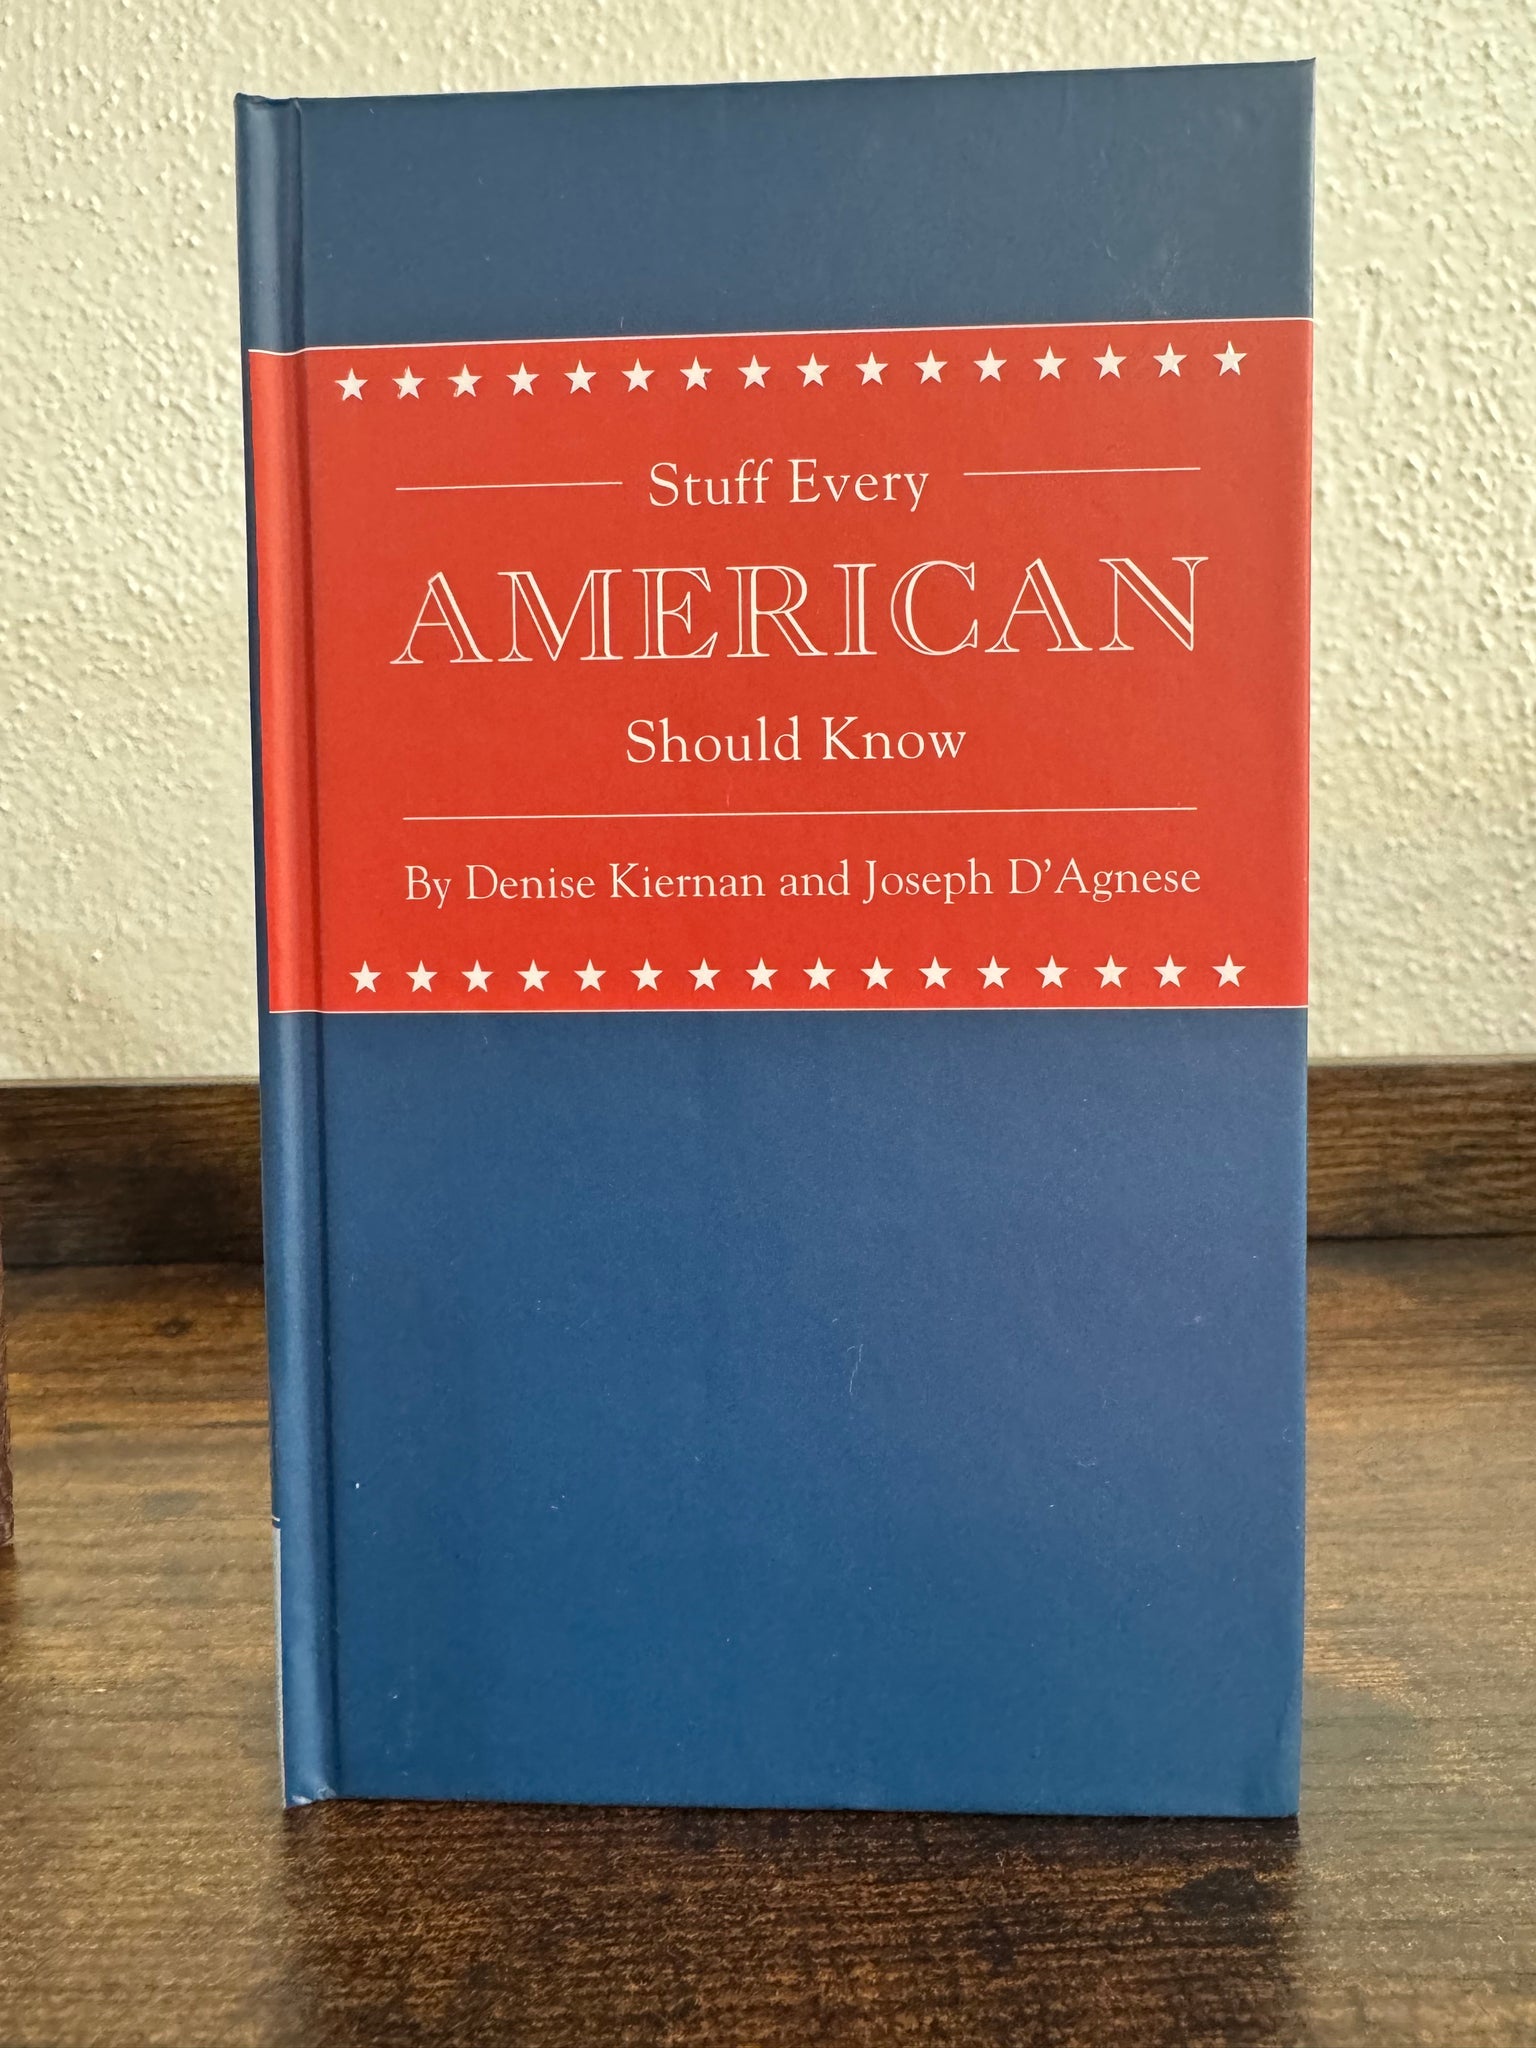 Stuff Every
AMERICAN
Should Know
By Denise Kiernan and Joseph D’Agnese